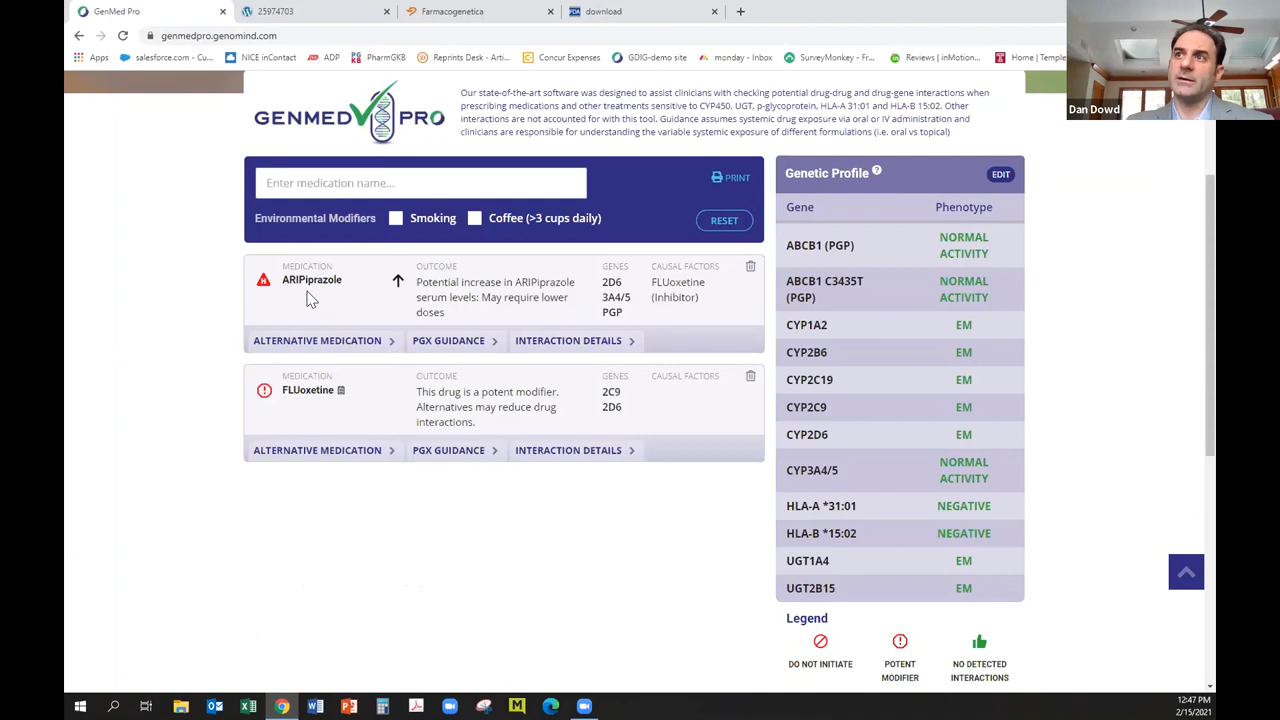 GenMed Pro
25974703
Farmacogenetica
download
genmedpro.genomind.com
Apps
salesforce.com - Cu...
NICE inContact
ADP
PharmGKB
Reprints Desk - Arti...
Concur Expenses
GDIG-demo site
monday - Inbox
SurveyMonkey - Fr...
Reviews | inMotion...
Home | Templ
Dan Dowd
GENMED PRO
Our state-of-the-art software was designed to assist clinicians with checking potential drug-drug and drug-gene interactions when
prescribing medications and other treatments sensitive to CYP450, UGT, p-glycoprotein, HLA-A 31:01 and HLA-B 15:02. Other
interactions are not accounted for with this tool. Guidance assumes systemic drug exposure via oral or IV administration and
clinicians are responsible for understanding the variable systemic exposure of different formulations (i.e. oral vs topical)
Enter medication name...
PRINT
Environmental Modifiers
Smoking
Coffee (>3 cups daily)
RESET
MEDICATION
ARIPiprazole
OUTCOME
Potential increase in ARIPiprazole
serum levels: May require lower
doses
GENES
2D6
3A4/5
PGP
CAUSAL FACTORS
FLUoxetine
(Inhibitor)
ALTERNATIVE MEDICATION >
PGX GUIDANCE >
INTERACTION DETAILS >
MEDICATION
FLUoxetine
OUTCOME
This drug is a potent modifier.
Alternatives may reduce drug
interactions.
GENES
2C9
2D6
CAUSAL FACTORS
ALTERNATIVE MEDICATION >
PGX GUIDANCE >
INTERACTION DETAILS >
Genetic Profile ?
EDIT
Gene Phenotype
ABCB1 (PGP) NORMAL
ACTIVITY
ABCB1 C3435T NORMAL
(PGP) ACTIVITY
CYP1A2 EM
CYP2B6 EM
CYP2C19 EM
CYP2C9 EM
CYP2D6 EM
CYP3A4/5 NORMAL
ACTIVITY
HLA-A *31:01 NEGATIVE
HLA-B *15:02 NEGATIVE
UGT1A4 EM
UGT2B15 EM
Legend
DO NOT INITIATE
POTENT
MODIFIER
NO DETECTED
INTERACTIONS
12:47 PM
2/15/2021